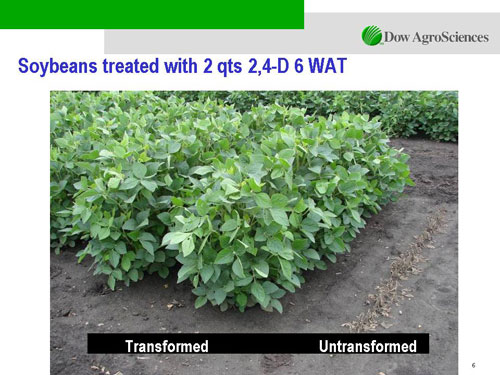 Dow AgroSciences
Soybeans treated with 2 qts 2,4-D 6 WAT
Transformed Untransformed
6